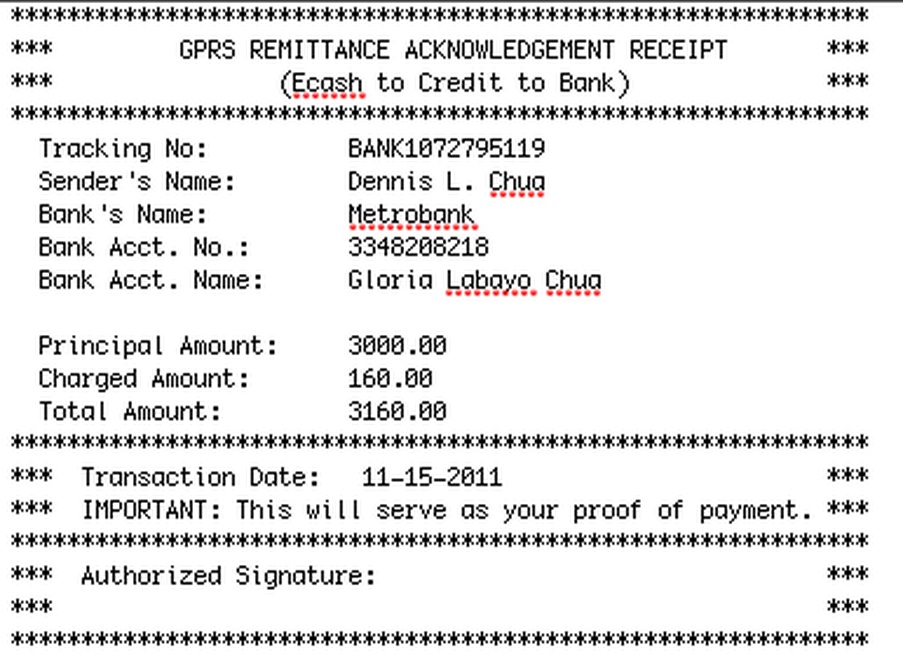 *************************************************************
*** GPRS REMITTANCE ACKNOWLEDGEMENT RECEIPT ***
*** (Ecash to Credit to Bank) ***
*************************************************************
Tracking No: BANK1072795119
Sender's Name: Dennis L. Chua
Bank's Name: Metrobank
Bank Acct. No.: 3348208218
Bank Acct. Name: Gloria Labayo Chua
Principal Amount: 3000.00
Charged Amount: 160.00
Total Amount: 3160.00
*************************************************************
*** Transaction Date: 11-15-2011 ***
*** IMPORTANT: This will serve as your proof of payment. ***
*************************************************************
*** Authorized Signature: ***
*** ***
*************************************************************